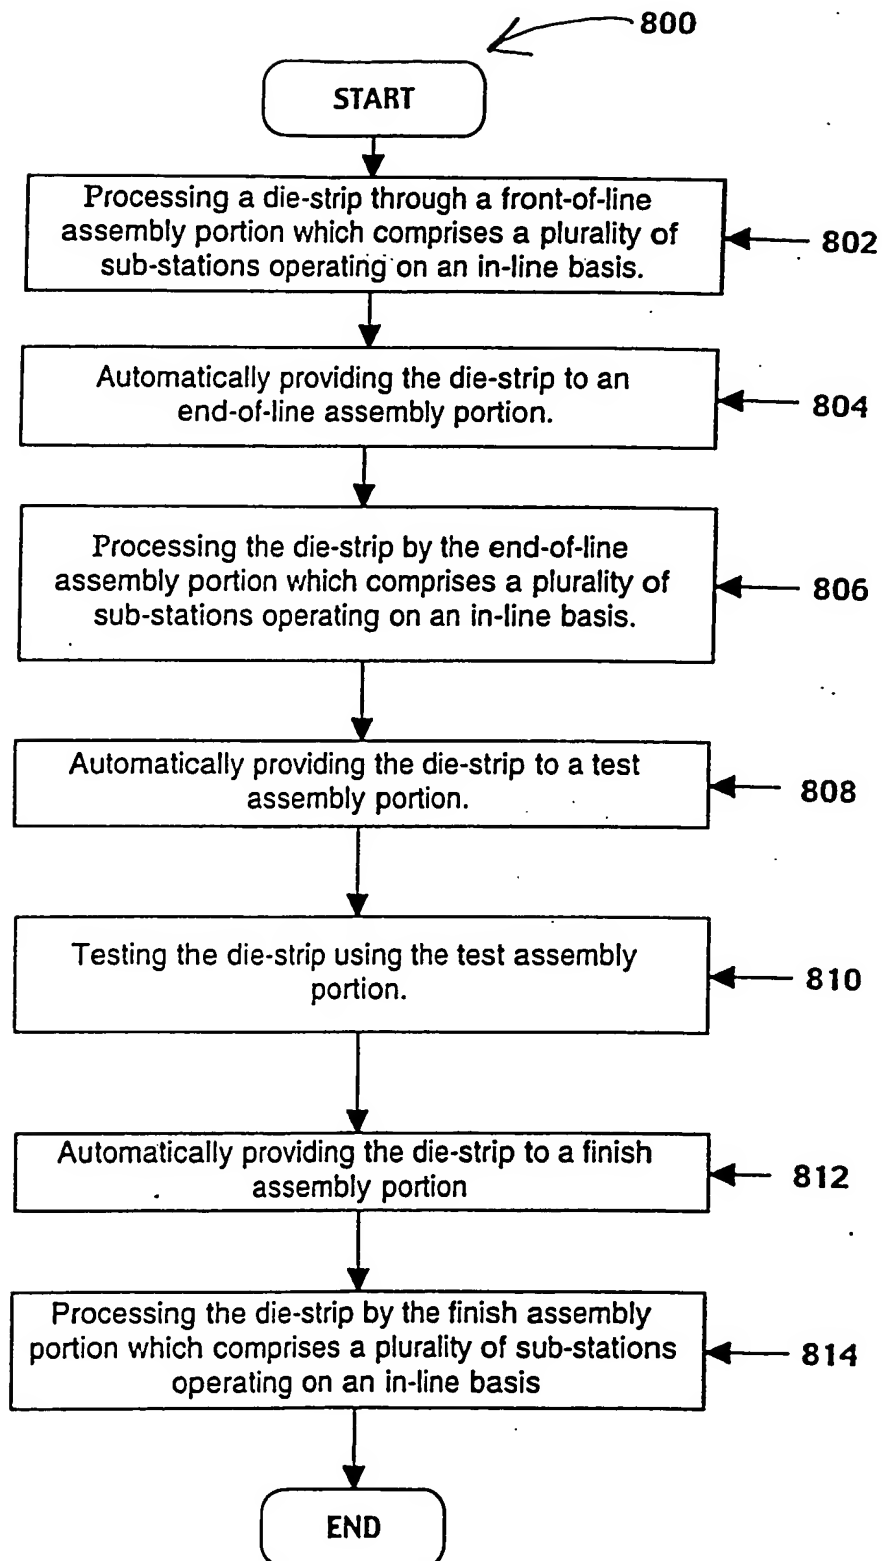 800
START
Processing a die-strip through a front-of-line
assembly portion which comprises a plurality of
sub-stations operating on an in-line basis.
802
Automatically providing the die-strip to an
end-of-line assembly portion.
804
Processing the die-strip by the end-of-line
assembly portion which comprises a plurality of
sub-stations operating on an in-line basis.
806
Automatically providing the die-strip to a test
assembly portion.
808
Testing the die-strip using the test assembly
portion.
810
Automatically providing the die-strip to a finish
assembly portion
812
Processing the die-strip by the finish assembly
portion which comprises a plurality of sub-stations
operating on an in-line basis
814
END